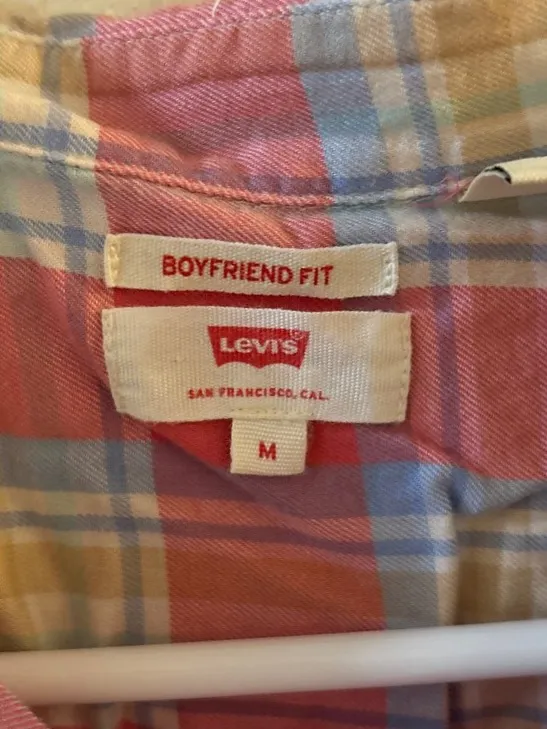 BOYFRIEND FIT
LEVI'S®
SAN FRANCISCO, CAL.
M